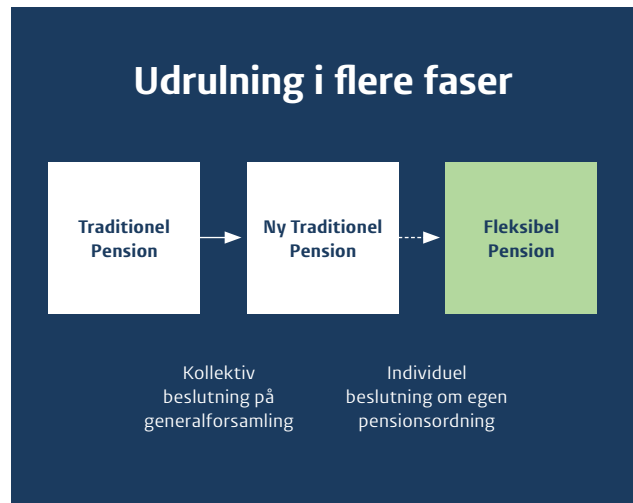 Udrulning i flere faser
Traditionel
Pension
Ny Traditionel
Pension
Fleksibel
Pension
Kollektiv
beslutning på
generalforsamling
Individuel
beslutning om egen
pensionsordning